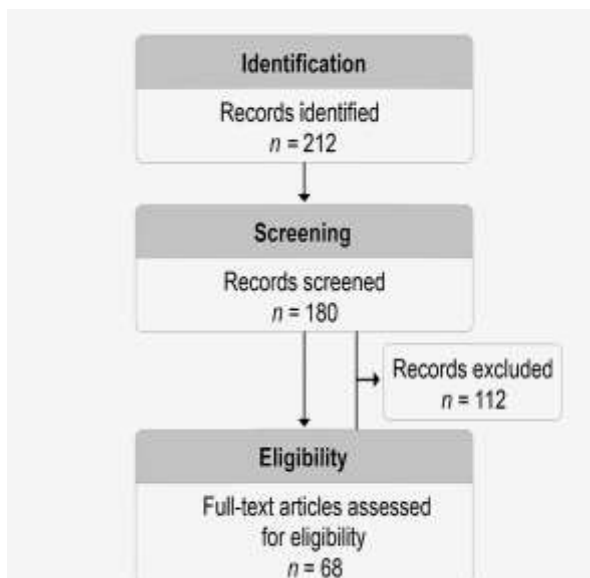 Identification
Records identified
n = 212
Screening
Records screened
n = 180
Records excluded
n = 112
Eligibility
Full-text articles assessed
for eligibility
n = 68